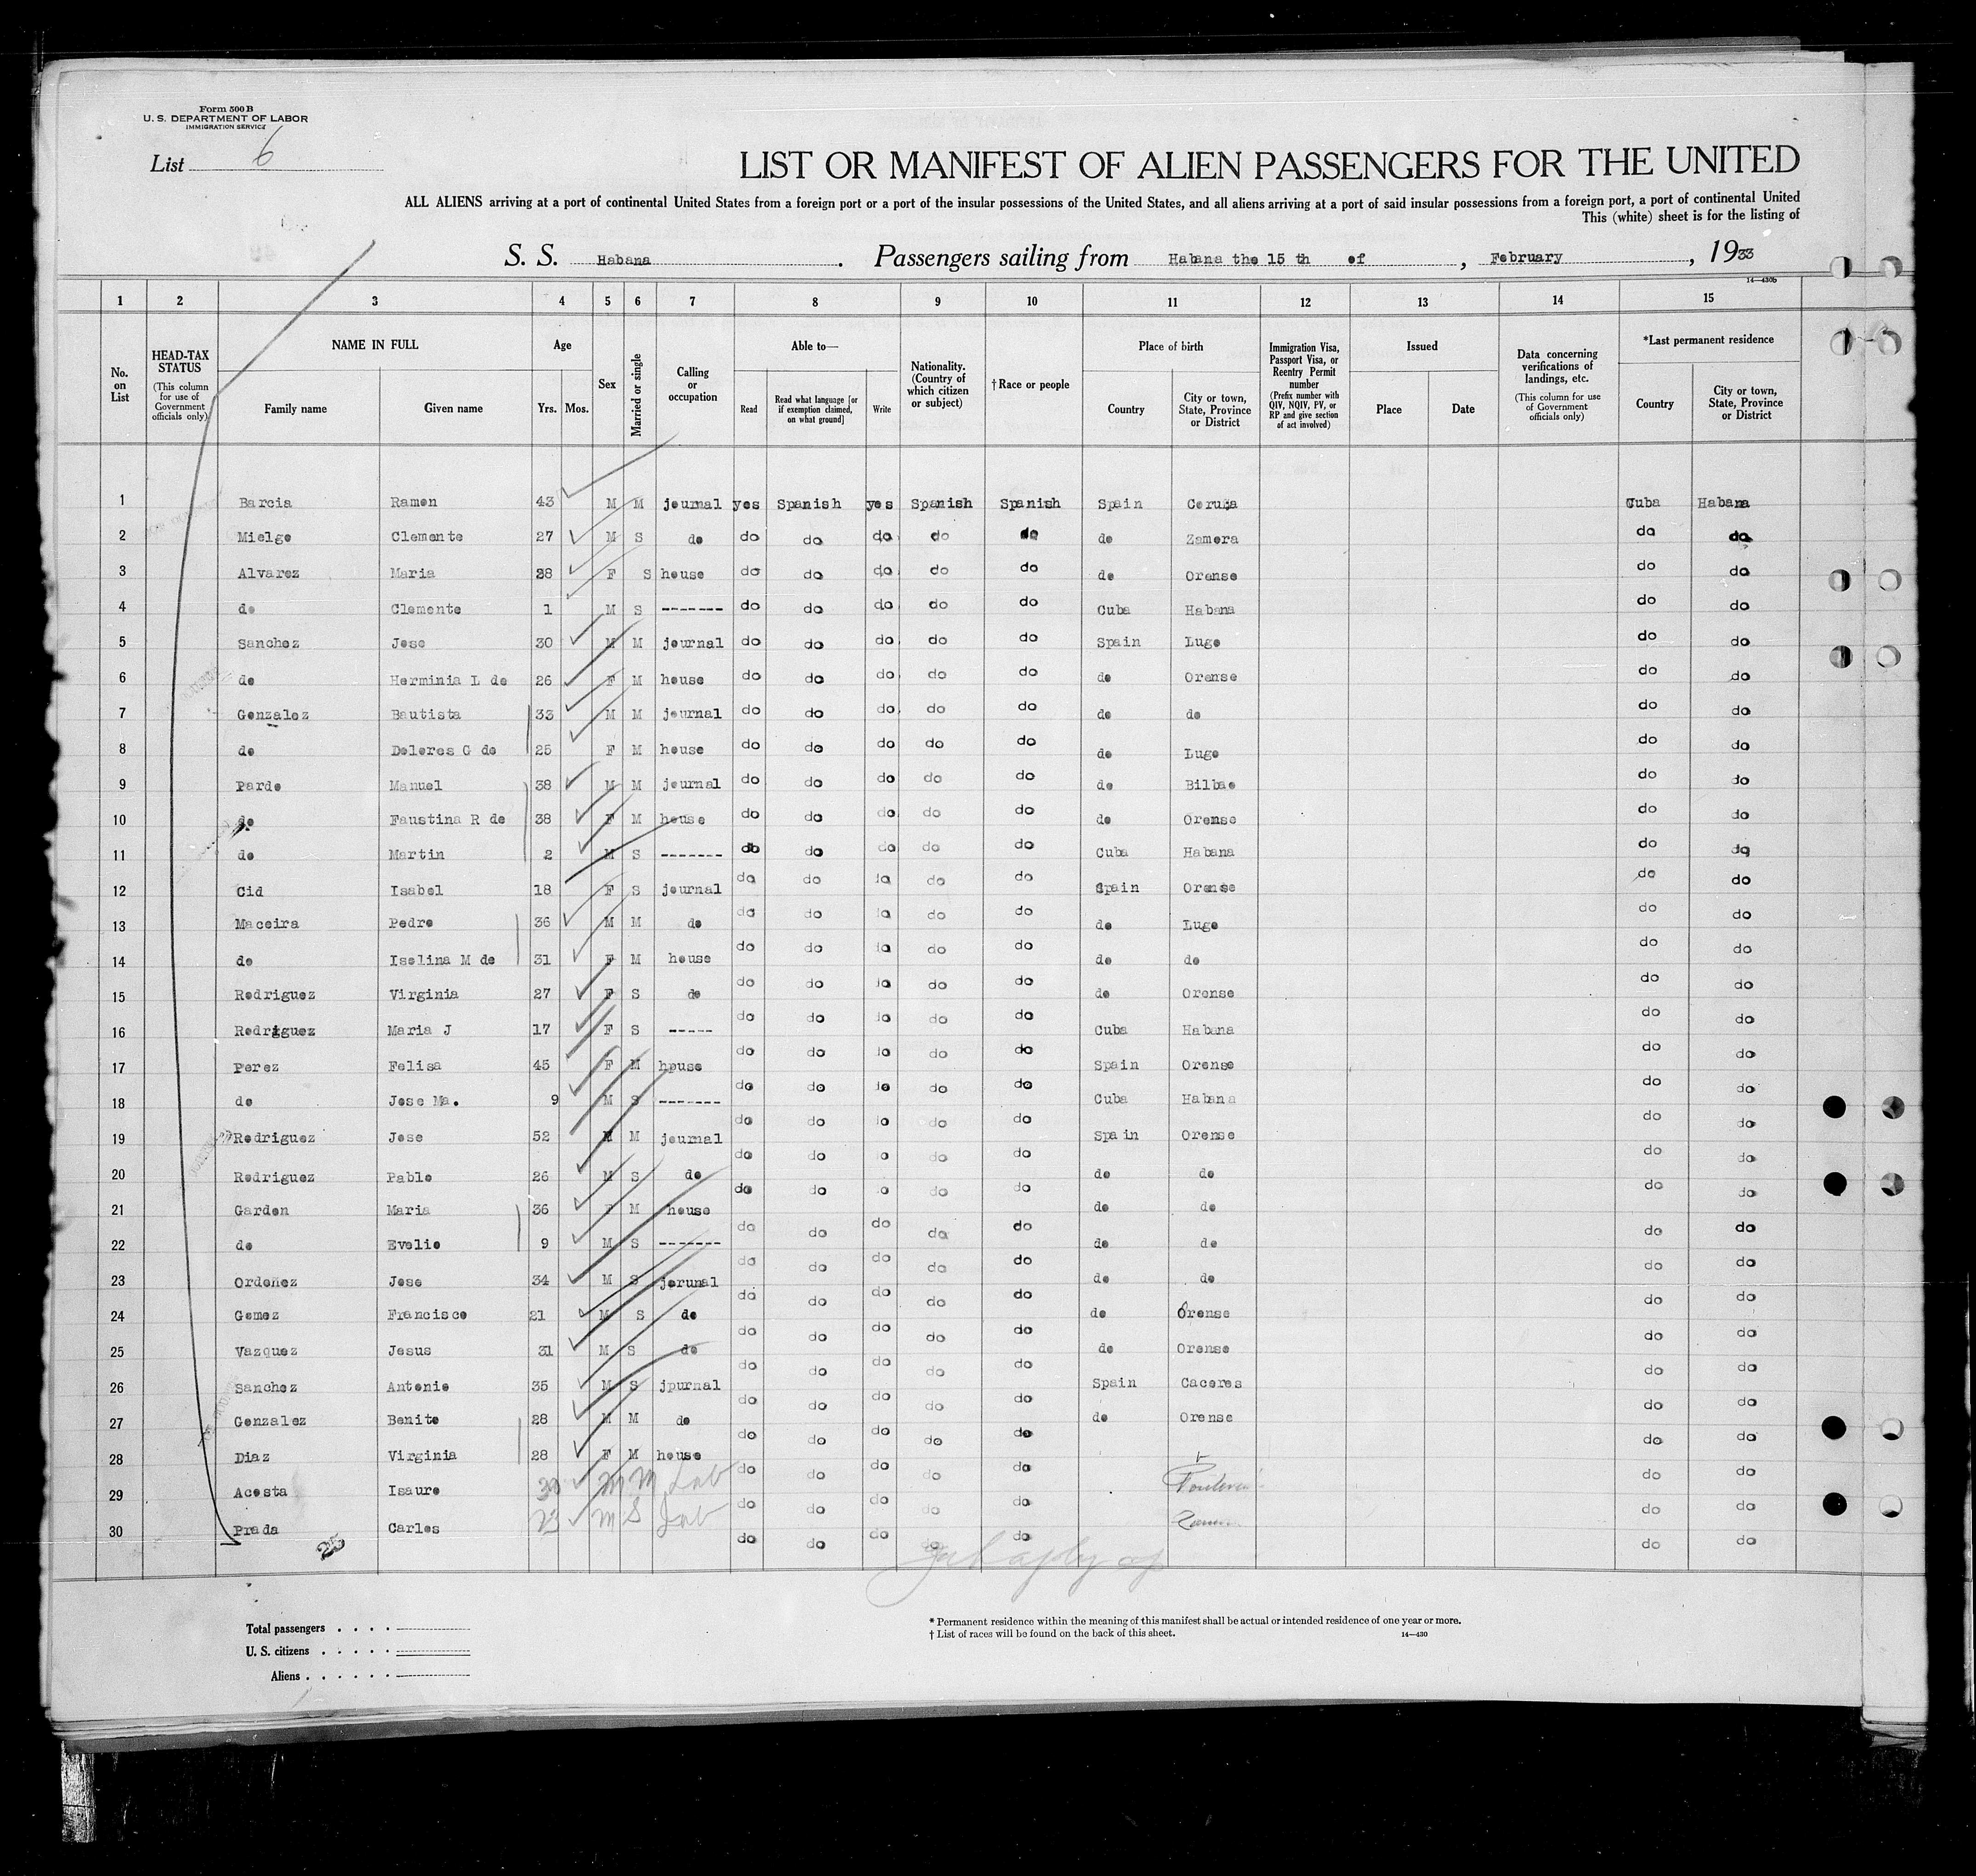 Form 500 B
U. S. DEPARTMENT OF LABOR
IMMIGRATION SERVICE
List 6
LIST OR MANIFEST OF ALIEN PASSENGERS FOR THE UNITED
ALL ALIENS arriving at a port of continental United States from a foreign port or a port of the insular possessions of the United States, and all aliens arriving at a port of said insular possessions from a foreign port, a port of continental United
This (white) sheet is for the listing of
S. S. Habana. Passengers sailing from Habana the 15 th of, February, 1933
14—430b
1 2 3 4 5 6 7 8 9 10 11 12 13 14 15
No. on List
HEAD-TAX STATUS (This column for use of Government officials only)
NAME IN FULL Family name Given name
Age Yrs. Mos.
Sex
Married or single
Calling or occupation
Able to— Read Read what language [or if exemption claimed, on what ground] Write
Nationality. (Country of which citizen or subject)
†Race or people
Place of birth Country City or town, State, Province or District
Immigration Visa, Passport Visa, or Reentry Permit number (Prefix number with QIV, NQIV, PV, or RP and give section of act involved)
Issued Place Date
Data concerning verifications of landings, etc. (This column for use of Government officials only)
*Last permanent residence Country City or town, State, Province or District
1 Barcia Ramon 43 M M journal yes Spanish yes Spanish Spanish Spain Coruña Cuba Habana
2 Mielgo Clemente 27 M S do do do do do do do Zamora do do
3 Alvarez Maria 28 F S house do do do do do do Orense do do
4 do Clemente 1 M S ------- do do do do do Cuba Habana do do
5 Sanchez Jose 30 M M journal do do do do do Spain Lugo do do
6 do Herminia L de 26 F M house do do do do do do Orense do do
7 Gonzalez Bautista 33 M M journal do do do do do do do do do
8 do Dolores G de 25 F M house do do do do do do Lugo do do
9 Pardo Manuel 38 M M journal do do do do do do Bilbao do do
10 do Faustina R de 38 F M house do do do do do do Orense do do
11 do Martin 2 M S ------- do do do do do Cuba Habana do do
12 Cid Isabel 18 F S journal do do do do do Spain Orense do do
13 Maceira Pedro 36 M M do do do do do do do Lugo do do
14 do Iselina M de 31 F M house do do do do do do do do do
15 Rodriguez Virginia 27 F S do do do do do do do Orense do do
16 Rodriguez Maria J 17 F S ----- do do do do do Cuba Habana do do
17 Perez Felisa 45 F M hpuse do do do do do Spain Orense do do
18 do Jose Ma. 9 M S ------- do do do do do Cuba Habana do do
19 Rodriguez Jose 52 M M journal do do do do do Spain Orense do do
20 Rodriguez Pablo 26 M S do do do do do do do do do do
21 Gardon Maria 36 F M house do do do do do do do do do
22 do Evelio 9 M S ------- do do do do do do do do do
23 Ordoñez Jose 34 M S jorunal do do do do do do do do do
24 Gomez Francisco 21 M S do do do do do do do Orense do do
25 Vazquez Jesus 31 M S do do do do do do do Orense do do
26 Sanchez Antonio 35 M S jpurnal do do do do do Spain Caceres do do
27 Gonzalez Benito 28 M M do do do do do do do Orense do do
28 Diaz Virginia 28 F M house do do do do do do do
29 Acosta Isauro M M Lab do do do do do do do
30 Prada Carlos 23 M S Lab do do do do do do do
25
Total passengers . . . .
U. S. citizens . . . . .
Aliens . . . . . .
* Permanent residence within the meaning of this manifest shall be actual or intended residence of one year or more.
† List of races will be found on the back of this sheet.
14—430